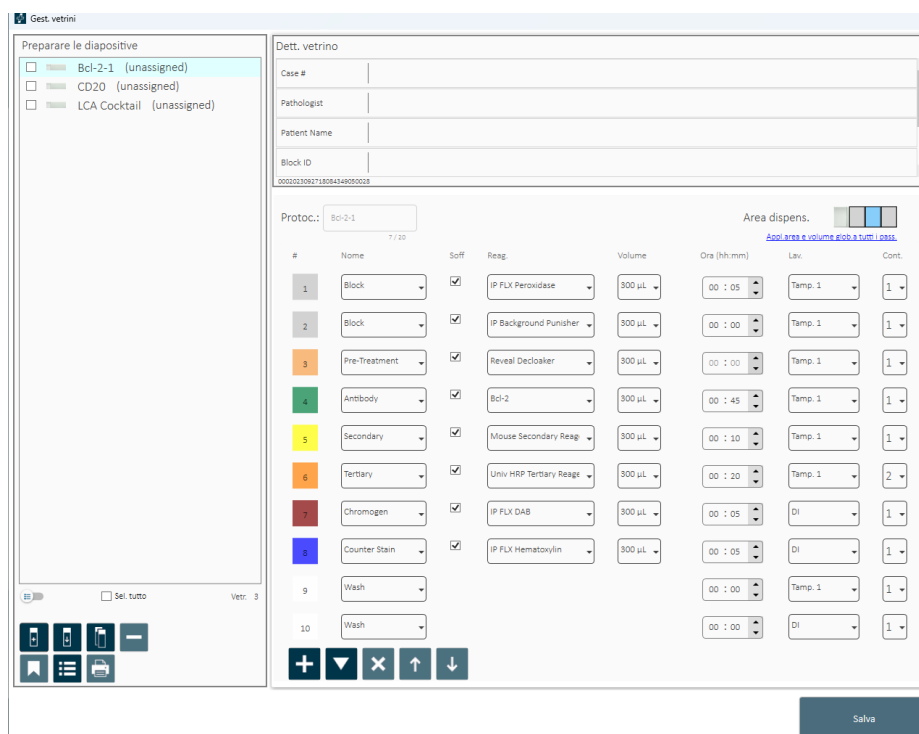 Gest. vetrini
Preparare le diapositive
Bcl-2-1 (unassigned)
CD20 (unassigned)
LCA Cocktail (unassigned)
Sel. tutto
Vetr. 3
Dett. vetrino
Case #
Pathologist
Patient Name
Block ID
0002023092718084349050028
Protoc.: Bcl-2-1
7 / 20
Area dispens.
Appl.area e volume glob.a tutti i pass.
# Nome Soff Reag. Volume Ora (hh:mm) Lav. Cont.
1 Block IP FLX Peroxidase 300 µL 00 : 05 Tamp. 1 1
2 Block IP Background Punisher 300 µL 00 : 00 Tamp. 1 1
3 Pre-Treatment Reveal Decloaker 300 µL 00 : 00 Tamp. 1 1
4 Antibody Bcl-2 300 µL 00 : 45 Tamp. 1 1
5 Secondary Mouse Secondary Reag 300 µL 00 : 10 Tamp. 1 1
6 Tertiary Univ HRP Tertiary Reage 300 µL 00 : 20 Tamp. 1 2
7 Chromogen IP FLX DAB 300 µL 00 : 05 DI 1
8 Counter Stain IP FLX Hematoxylin 300 µL 00 : 05 DI 1
9 Wash 00 : 00 Tamp. 1 1
10 Wash 00 : 00 DI 1
Salva